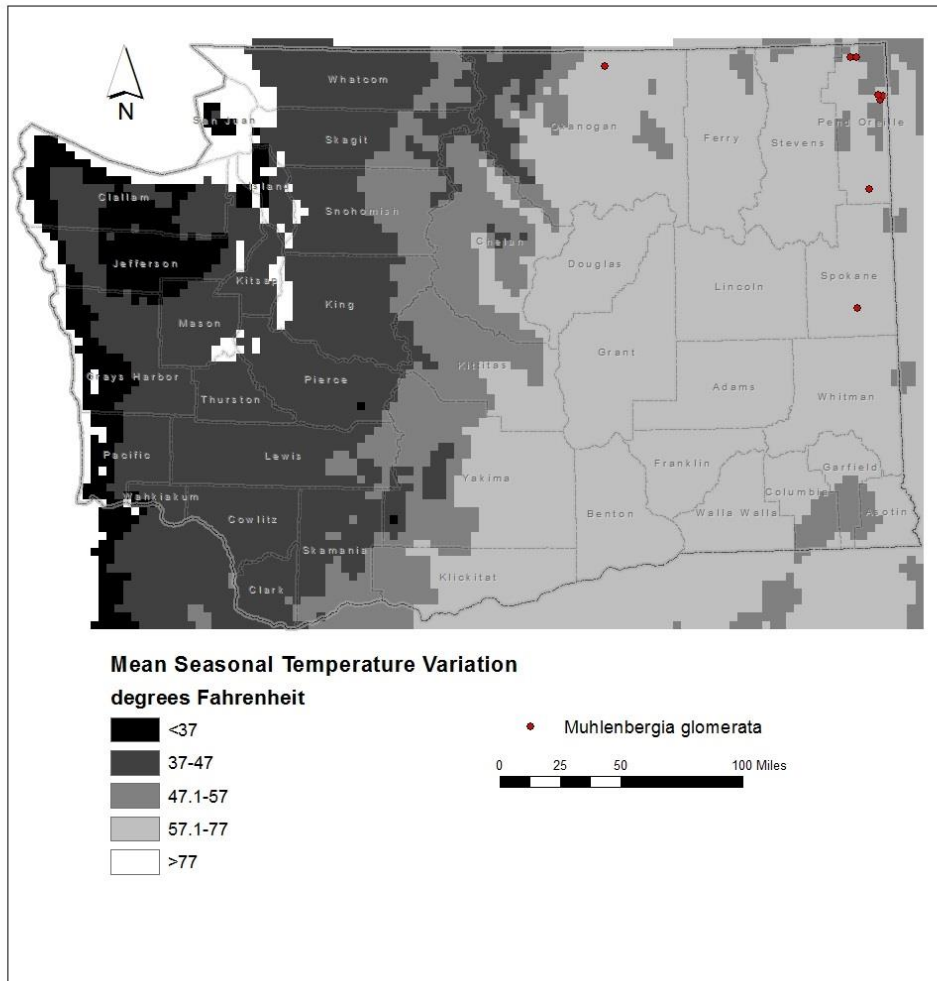 N
Whatcom
San Juan
Skagit
Okanogan
Ferry
Stevens
Pend Oreille
Island
Clallam
Snohomish
Chelan
Jefferson
Kitsap
Douglas
Lincoln
Spokane
King
Mason
Grant
Kittitas
Grays Harbor
Pierce
Adams
Whitman
Thurston
Pacific
Lewis
Yakima
Franklin
Garfield
Wahkiakum
Columbia
Asotin
Cowlitz
Benton
Walla Walla
Skamania
Clark
Klickitat
Mean Seasonal Temperature Variation
degrees Fahrenheit
<37
37-47
47.1-57
57.1-77
>77
Muhlenbergia glomerata
0 25 50 100 Miles